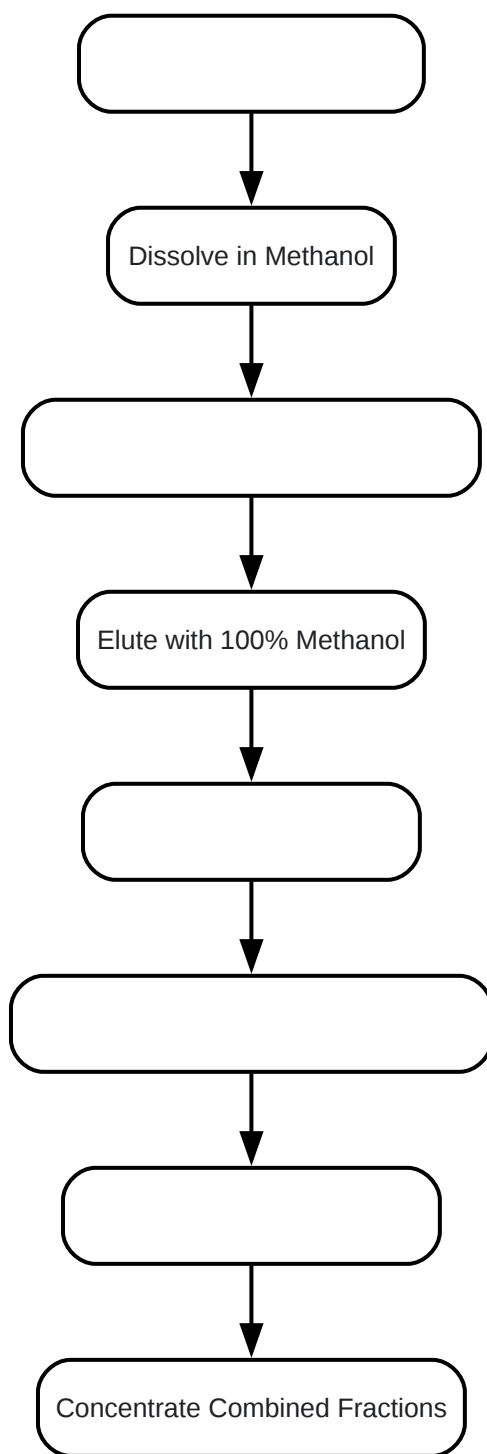 Dissolve in Methanol
Elute with 100% Methanol
Concentrate Combined Fractions